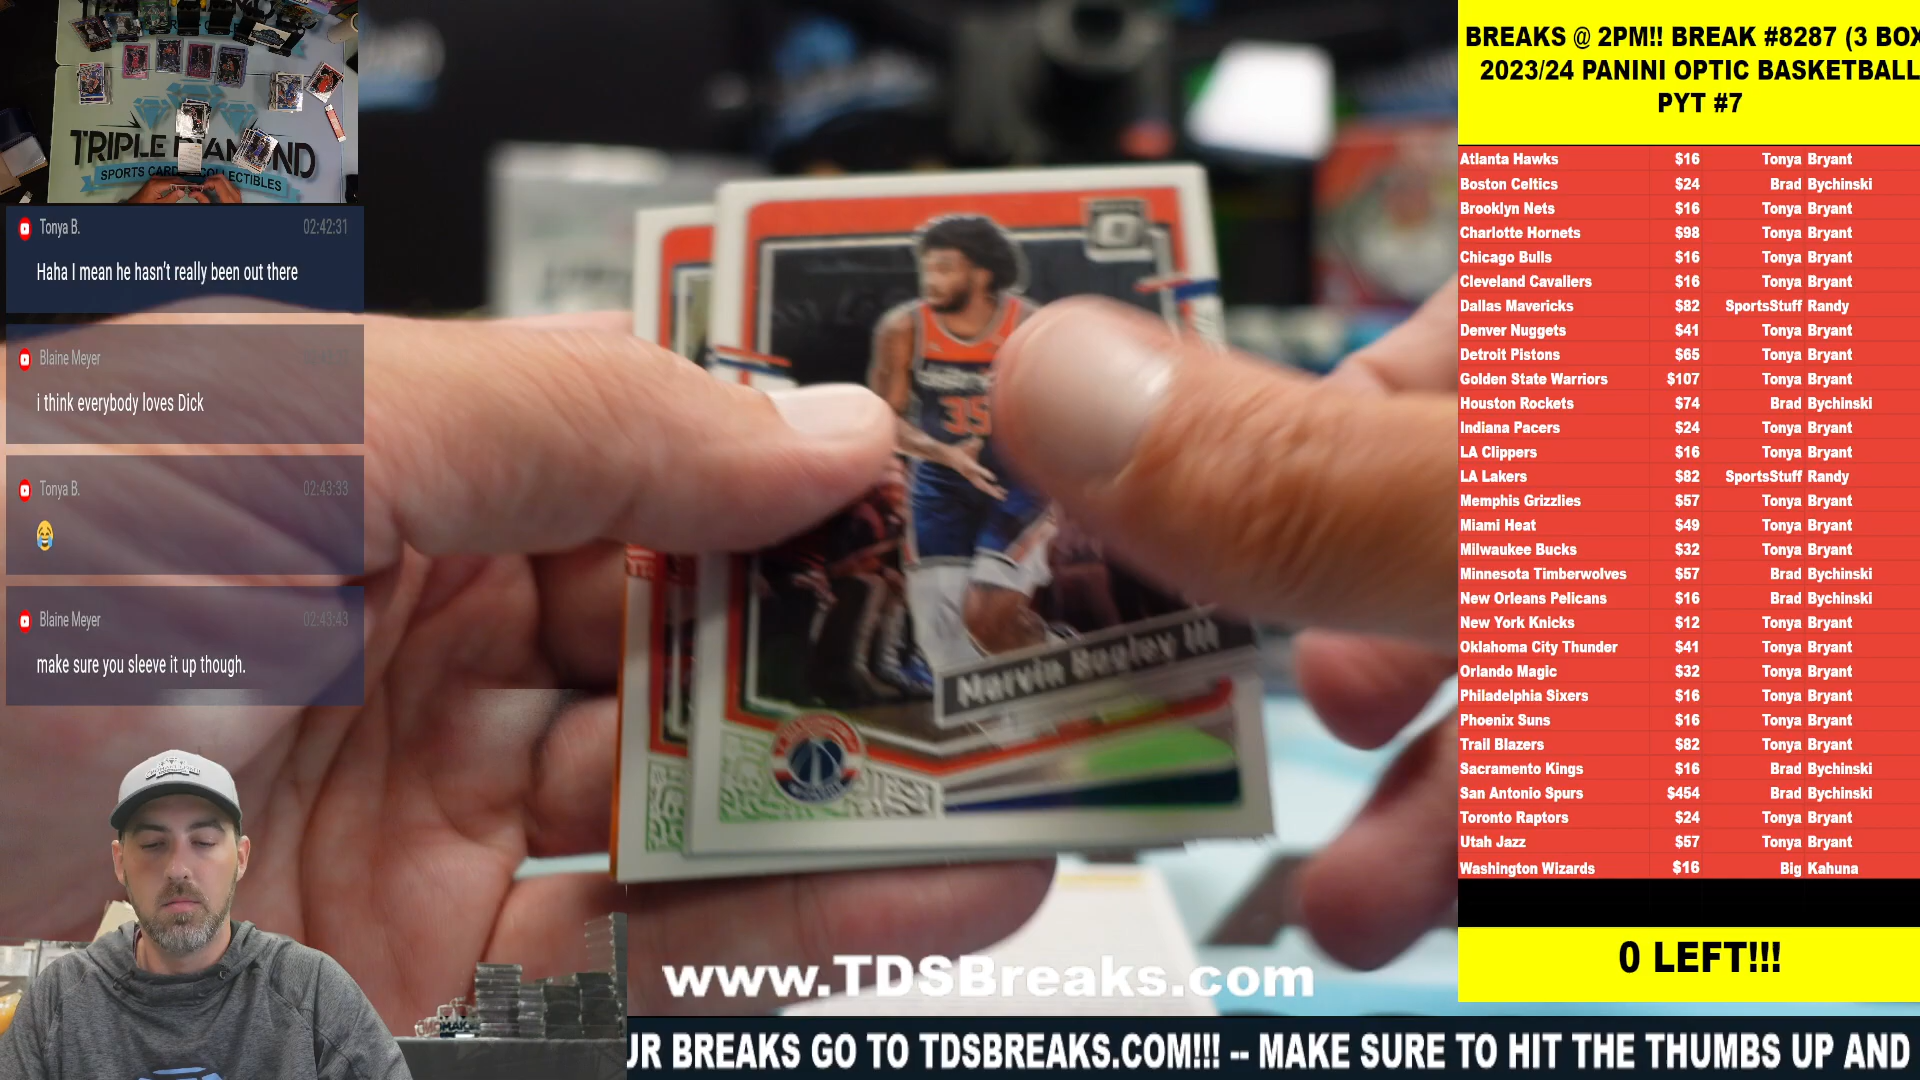 TRIPLE DIAMOND
SPORTS CARDS COLLECTIBLES
Tonya B. 02:42:31
Haha I mean he hasn't really been out there
Blaine Meyer
i think everybody loves Dick
Tonya B. 02:43:33
😂
Blaine Meyer 02:43:43
make sure you sleeve it up though.
35
Marvin Bagley III
www.TDSBreaks.com
BREAKS @ 2PM!! BREAK #8287 (3 BOX
2023/24 PANINI OPTIC BASKETBALL
PYT #7
Atlanta Hawks $16 Tonya Bryant
Boston Celtics $24 Brad Bychinski
Brooklyn Nets $16 Tonya Bryant
Charlotte Hornets $98 Tonya Bryant
Chicago Bulls $16 Tonya Bryant
Cleveland Cavaliers $16 Tonya Bryant
Dallas Mavericks $82 SportsStuff Randy
Denver Nuggets $41 Tonya Bryant
Detroit Pistons $65 Tonya Bryant
Golden State Warriors $107 Tonya Bryant
Houston Rockets $74 Brad Bychinski
Indiana Pacers $24 Tonya Bryant
LA Clippers $16 Tonya Bryant
LA Lakers $82 SportsStuff Randy
Memphis Grizzlies $57 Tonya Bryant
Miami Heat $49 Tonya Bryant
Milwaukee Bucks $32 Tonya Bryant
Minnesota Timberwolves $57 Brad Bychinski
New Orleans Pelicans $16 Brad Bychinski
New York Knicks $12 Tonya Bryant
Oklahoma City Thunder $41 Tonya Bryant
Orlando Magic $32 Tonya Bryant
Philadelphia Sixers $16 Tonya Bryant
Phoenix Suns $16 Tonya Bryant
Trail Blazers $82 Tonya Bryant
Sacramento Kings $16 Brad Bychinski
San Antonio Spurs $454 Brad Bychinski
Toronto Raptors $24 Tonya Bryant
Utah Jazz $57 Tonya Bryant
Washington Wizards $16 Big Kahuna
0 LEFT!!!
UR BREAKS GO TO TDSBREAKS.COM!!! -- MAKE SURE TO HIT THE THUMBS UP AND